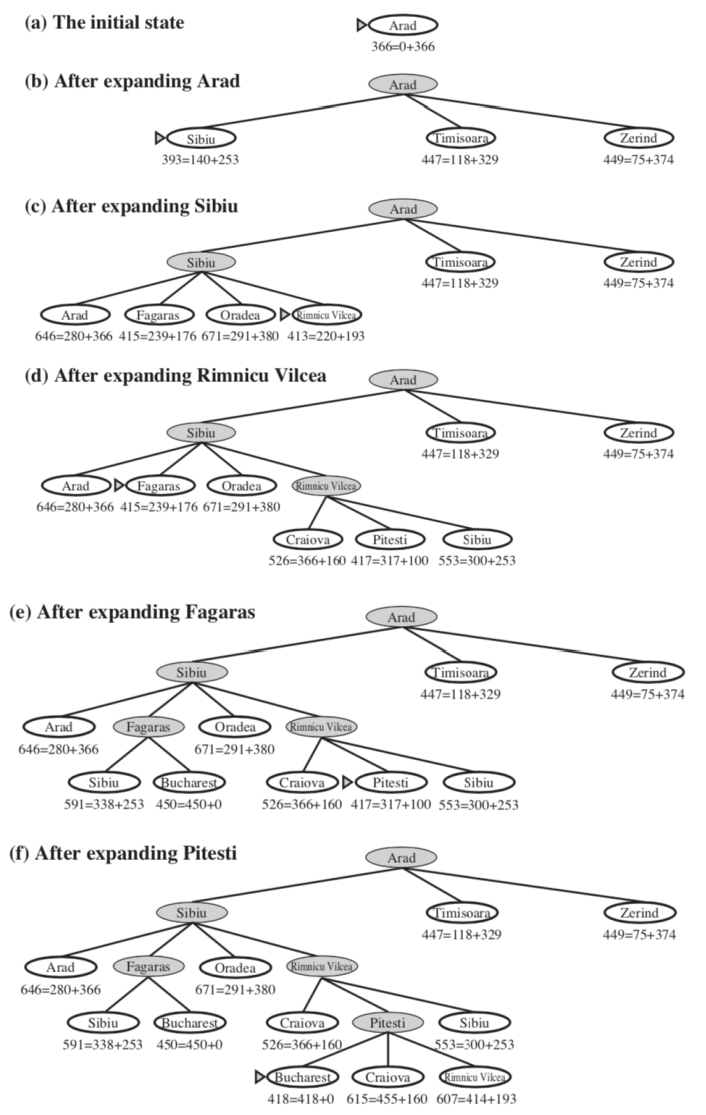 (a) The initial state
Arad
366=0+366
(b) After expanding Arad
Arad
Sibiu Timisoara Zerind
393=140+253 447=118+329 449=75+374
(c) After expanding Sibiu
Arad
Sibiu Timisoara Zerind
447=118+329 449=75+374
Arad Fagaras Oradea Rimnicu Vilcea
646=280+366 415=239+176 671=291+380 413=220+193
(d) After expanding Rimnicu Vilcea
Arad
Sibiu Timisoara Zerind
447=118+329 449=75+374
Arad Fagaras Oradea Rimnicu Vilcea
646=280+366 415=239+176 671=291+380
Craiova Pitesti Sibiu
526=366+160 417=317+100 553=300+253
(e) After expanding Fagaras
Arad
Sibiu Timisoara Zerind
447=118+329 449=75+374
Arad Fagaras Oradea Rimnicu Vilcea
646=280+366 671=291+380
Sibiu Bucharest Craiova Pitesti Sibiu
591=338+253 450=450+0 526=366+160 417=317+100 553=300+253
(f) After expanding Pitesti
Arad
Sibiu Timisoara Zerind
447=118+329 449=75+374
Arad Fagaras Oradea Rimnicu Vilcea
646=280+366 671=291+380
Sibiu Bucharest Craiova Pitesti Sibiu
591=338+253 450=450+0 526=366+160 553=300+253
Bucharest Craiova Rimnicu Vilcea
418=418+0 615=455+160 607=414+193